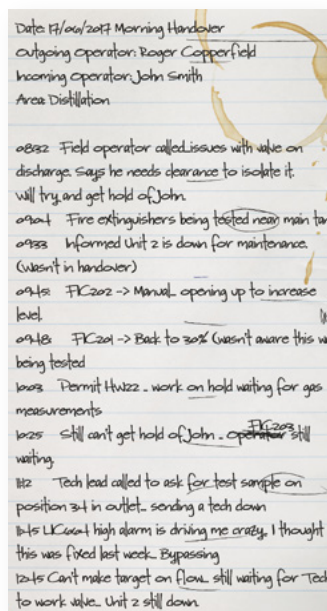 Date: 17/06/2017 Morning Handover
Outgoing Operator: Roger Copperfield
Incoming Operator: John Smith
Area: Distillation
0832 Field operator called issues with valve on
discharge. Says he needs clearance to isolate it.
will try and get hold of John.
0904 Fire extinguishers being tested near main tan
0933 Informed Unit 2 is down for maintenance.
(Wasn't in handover)
0945: FIC202 -> Manual_ opening up to increase
level.
0948: FIC201 -> Back to 30% (wasn't aware this w
being tested
1003 Permit HW22 - work on hold waiting for gas
measurements
FIC203
1025 Still can't get hold of John - operator still
waiting.
1112 Tech lead called to ask for test sample on
position 34 in outlet_ sending a tech down
1145 high alarm is driving me crazy. I thought
this was fixed last week. Bypassing
1245 Can't make target on flow_ still waiting for Tech
to work valve_ Unit 2 still down.